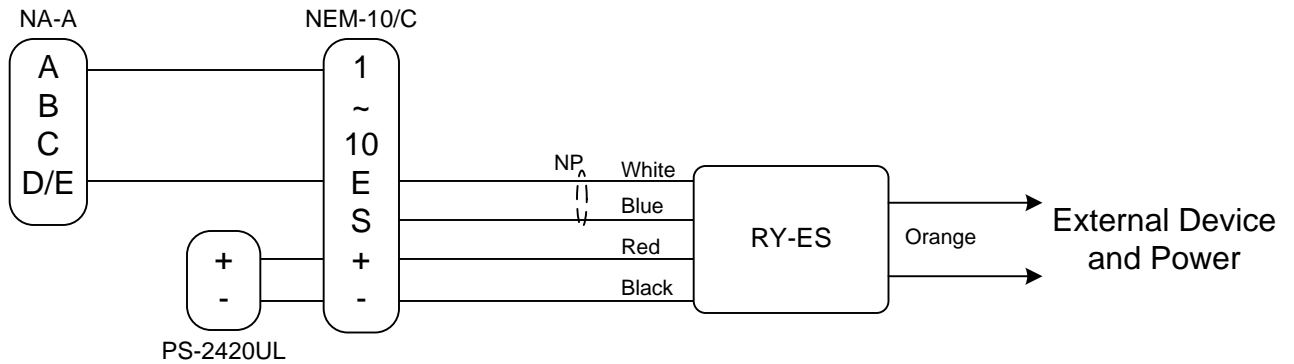 NA-A
A
B
C
D/E
NEM-10/C
1
~
10
E
S
+
-
+
-
PS-2420UL
NP
White
Blue
Red
Black
RY-ES
Orange
External Device
and Power